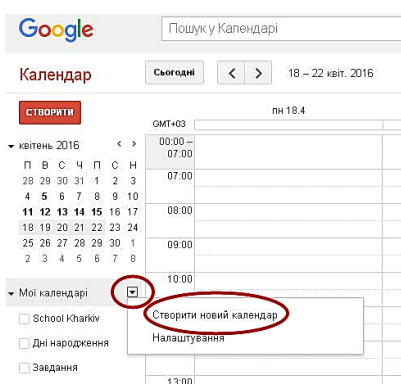 Google
Пошук у Календарі
Календар
Сьогодні
< >
18 – 22 квіт. 2016
СТВОРИТИ
пн 18.4
GMT+03
квітень 2016 < >
П В С Ч П С Н
28 29 30 31 1 2 3
4 5 6 7 8 9 10
11 12 13 14 15 16 17
18 19 20 21 22 23 24
25 26 27 28 29 30 1
2 3 4 5 6 7 8
00:00 –
07:00
07:00
08:00
09:00
10:00
13:00
Мої календарі
Створити новий календар
Налаштування
School Kharkiv
Дні народження
Завдання